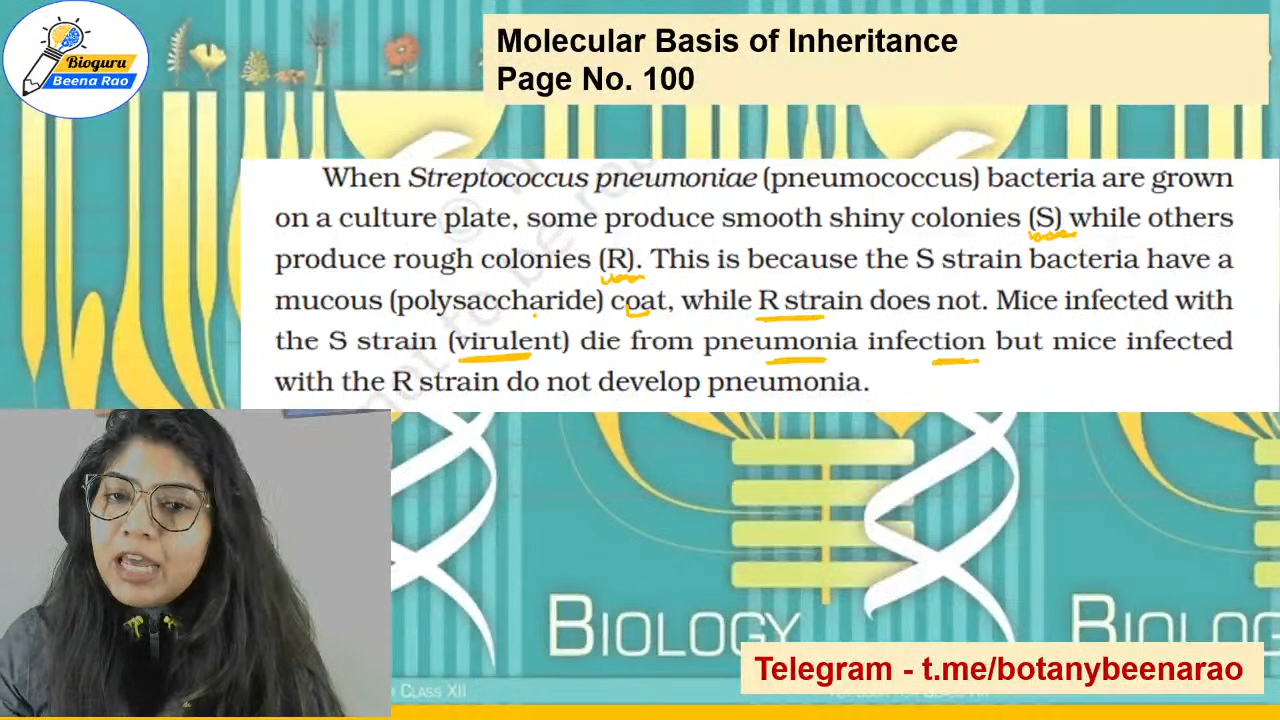 Bioguru
Beena Rao
Molecular Basis of Inheritance
Page No. 100
When Streptococcus pneumoniae (pneumococcus) bacteria are grown
on a culture plate, some produce smooth shiny colonies (S) while others
produce rough colonies (R). This is because the S strain bacteria have a
mucous (polysaccharide) coat, while R strain does not. Mice infected with
the S strain (virulent) die from pneumonia infection but mice infected
with the R strain do not develop pneumonia.
BIOLOGY
BIOLOG
CLASS XII
Telegram - t.me/botanybeenarao